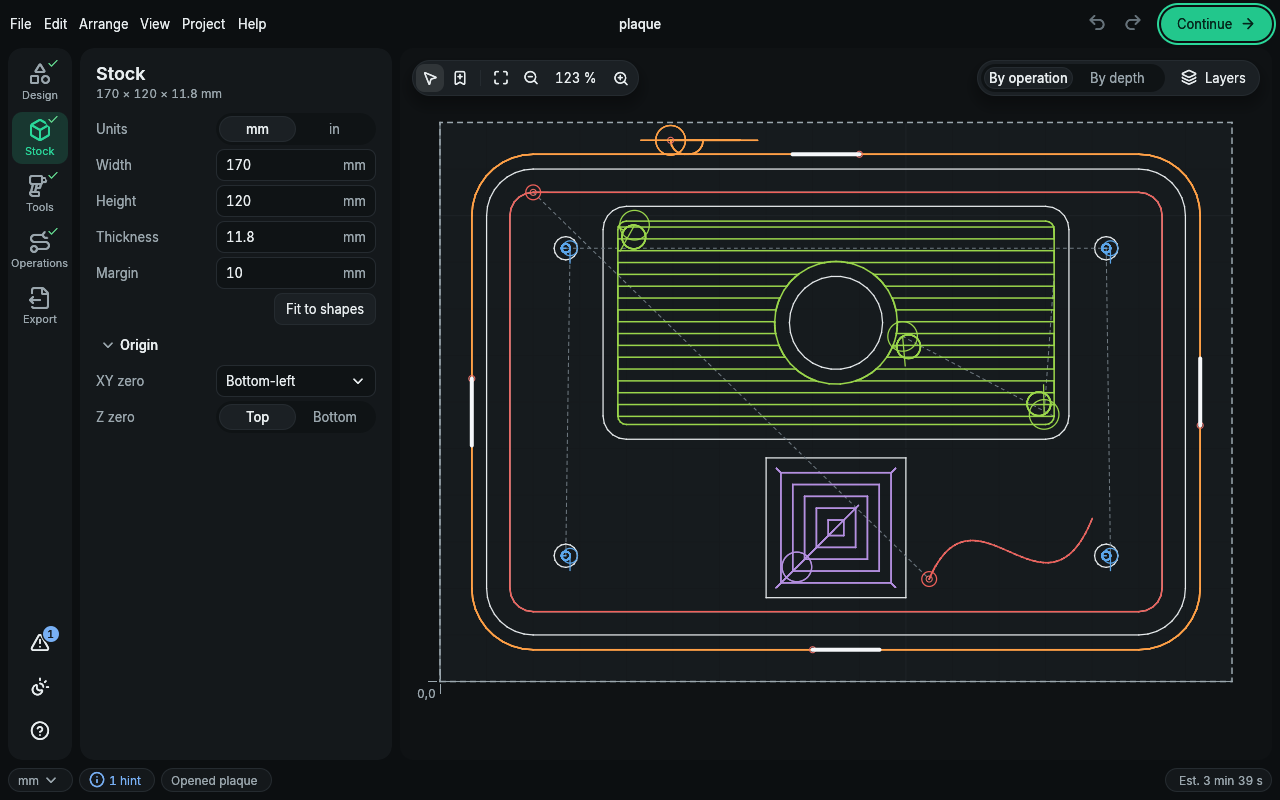 File Edit Arrange View Project Help
plaque
Continue
Design
Stock
Tools
Operations
Export
1
Stock
170 × 120 × 11.8 mm
Units mm in
Width 170 mm
Height 120 mm
Thickness 11.8 mm
Margin 10 mm
Fit to shapes
Origin
XY zero Bottom-left
Z zero Top Bottom
123 %
By operation By depth Layers
0,0
mm 1 hint Opened plaque
Est. 3 min 39 s